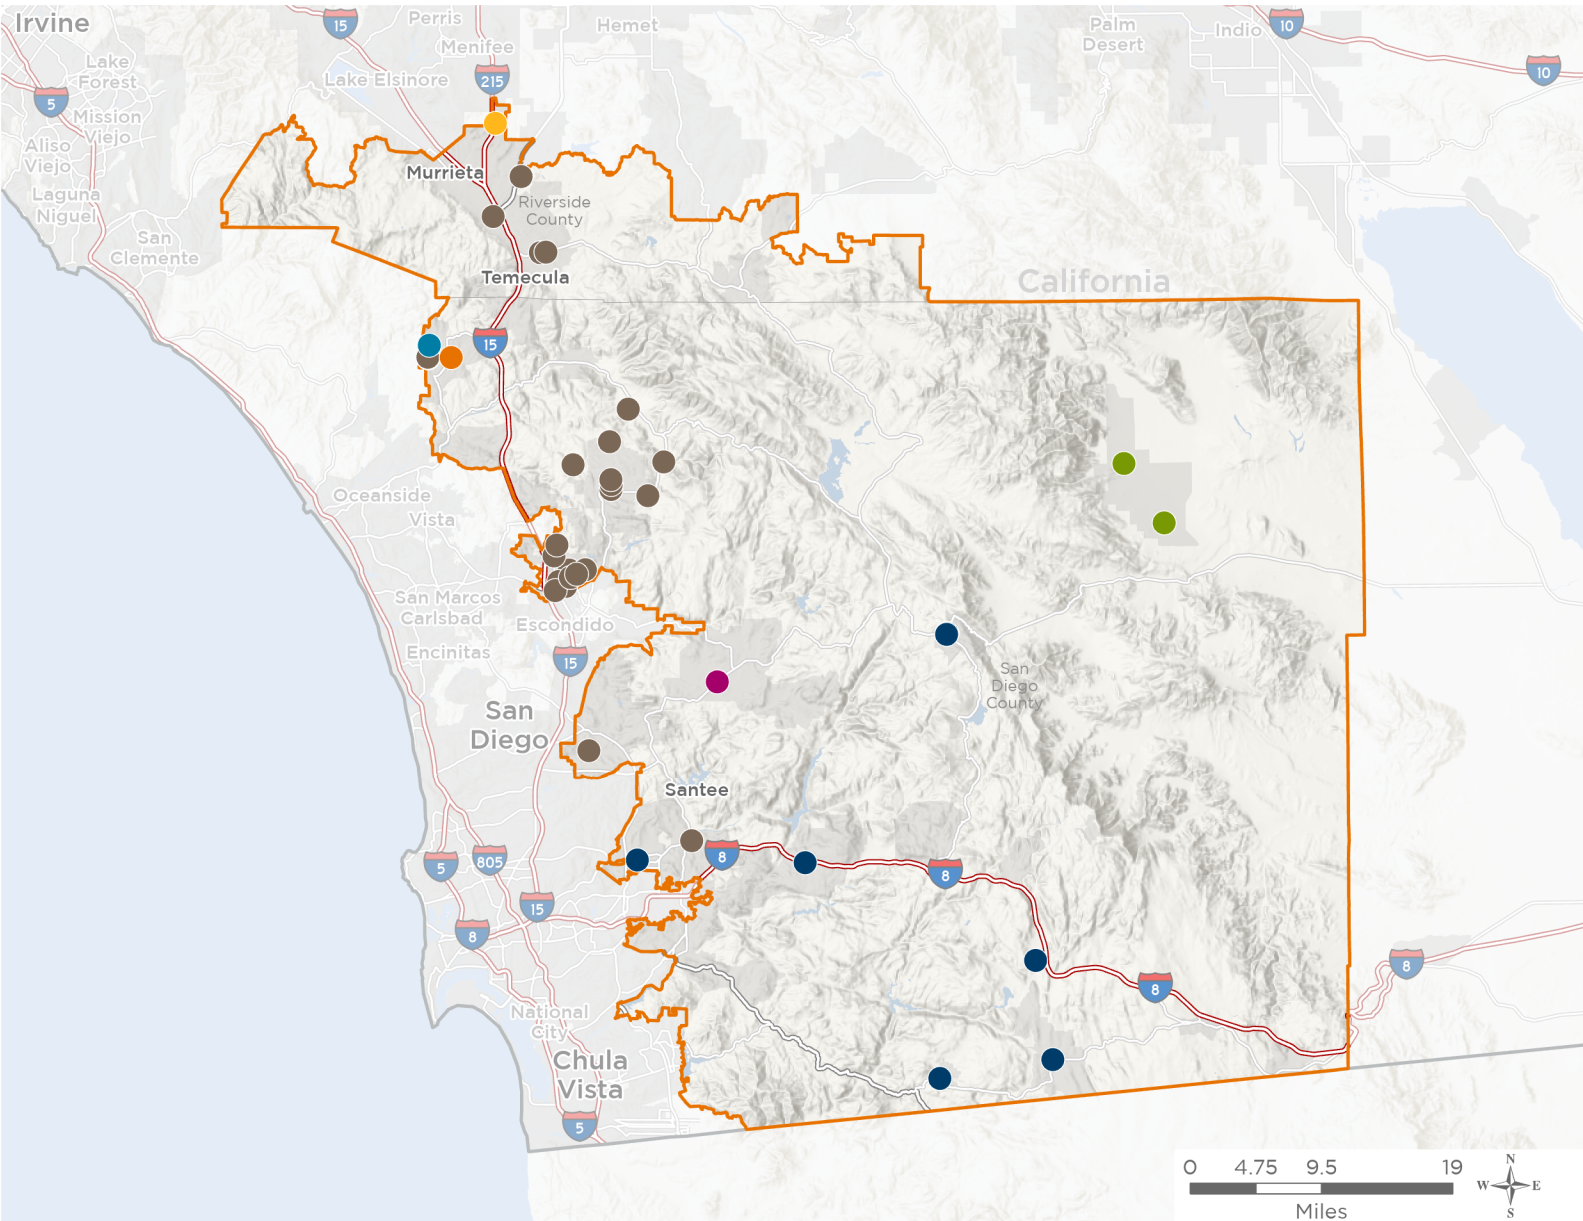 Irvine
15
Perris
Hemet
Palm
Desert
Indio
10
Menifee
Lake
Forest
Lake Elsinore
215
10
5
Mission
Viejo
Aliso
Viejo
Murrieta
Laguna
Niguel
Riverside
County
San
Clemente
Temecula
California
15
Oceanside
Vista
San Marcos
Carlsbad
Escondido
Encinitas
15
San
Diego
County
San
Diego
Santee
5
805
8
8
15
8
8
8
National
City
Chula
Vista
5
0 4.75 9.5 19
Miles
N
W E
S